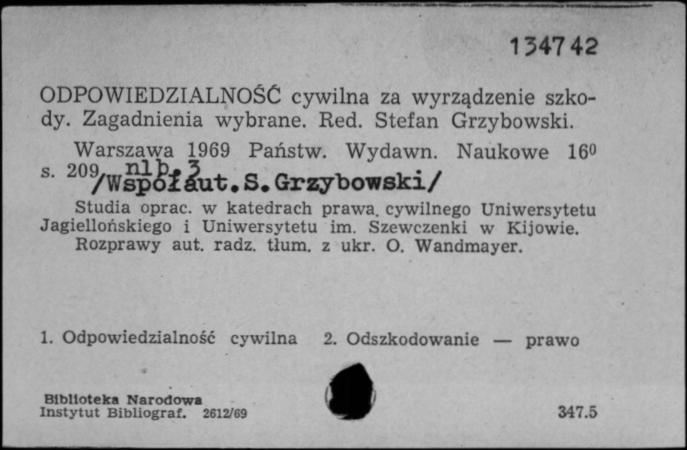 134742
ODPOWIEDZIALNOŚĆ cywilna za wyrządzenie szko-
dy. Zagadnienia wybrane. Red. Stefan Grzybowski.
Warszawa 1969 Państw. Wydawn. Naukowe 16⁰
s. 209, nlb. 3
/Współaut. S. Grzybowski/
Studia oprac. w katedrach prawa cywilnego Uniwersytetu
Jagiellońskiego i Uniwersytetu im. Szewczenki w Kijowie.
Rozprawy aut. radz. tłum. z ukr. O. Wandmayer.
1. Odpowiedzialność cywilna 2. Odszkodowanie — prawo
Biblioteka Narodowa
Instytut Bibliograf. 2612/69 347.5